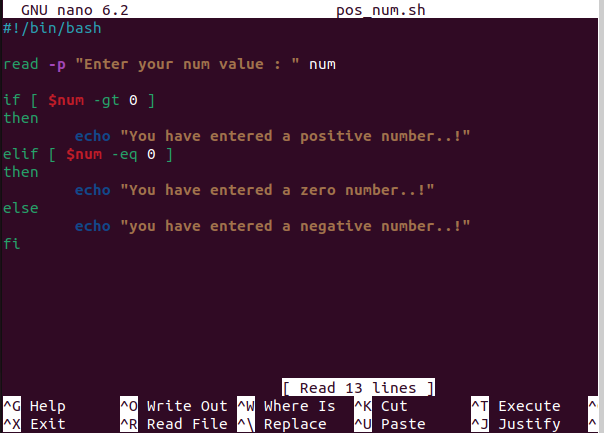 GNU nano 6.2 pos_num.sh
#!/bin/bash
read -p "Enter your num value : " num
if [ $num -gt 0 ]
then
echo "You have entered a positive number..!"
elif [ $num -eq 0 ]
then
echo "You have entered a zero number..!"
else
echo "you have entered a negative number..!"
fi
[ Read 13 lines ]
^G Help ^O Write Out ^W Where Is ^K Cut ^T Execute ^
^X Exit ^R Read File ^\ Replace ^U Paste ^J Justify ^